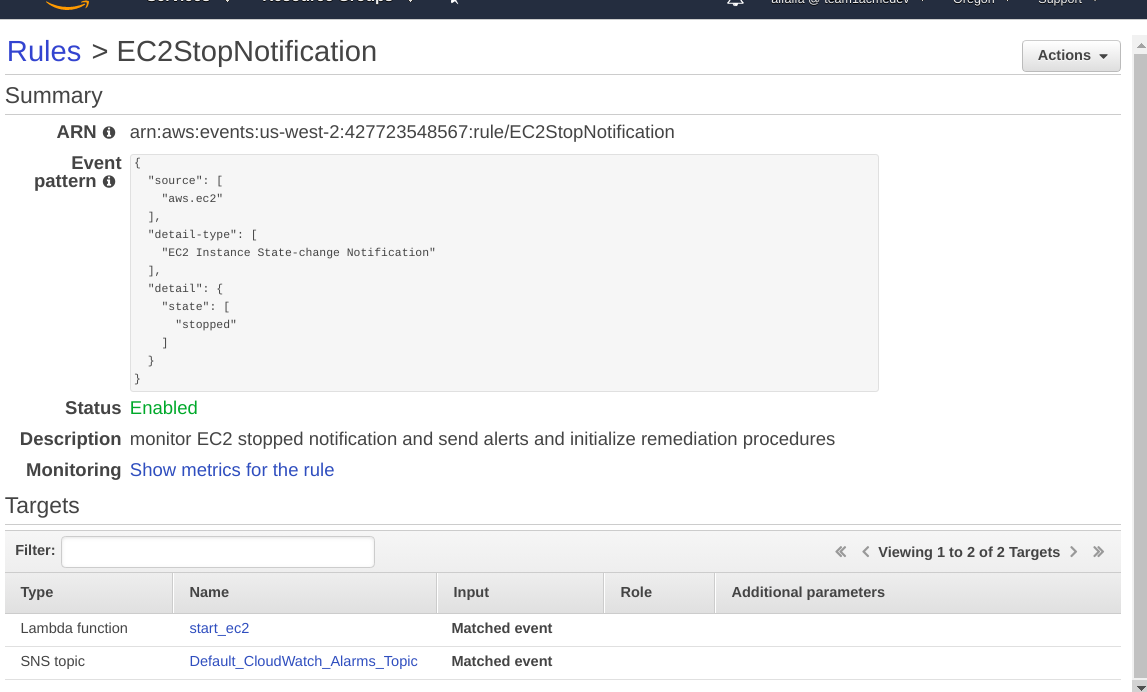 Services Resource Groups alfalfa @ team1acmedev Oregon Support
Rules > EC2StopNotification
Actions
Summary
ARN arn:aws:events:us-west-2:427723548567:rule/EC2StopNotification
Event pattern
{
"source": [
"aws.ec2"
],
"detail-type": [
"EC2 Instance State-change Notification"
],
"detail": {
"state": [
"stopped"
]
}
}
Status Enabled
Description monitor EC2 stopped notification and send alerts and initialize remediation procedures
Monitoring Show metrics for the rule
Targets
Filter: « < Viewing 1 to 2 of 2 Targets > »
Type Name Input Role Additional parameters
Lambda function start_ec2 Matched event
SNS topic Default_CloudWatch_Alarms_Topic Matched event